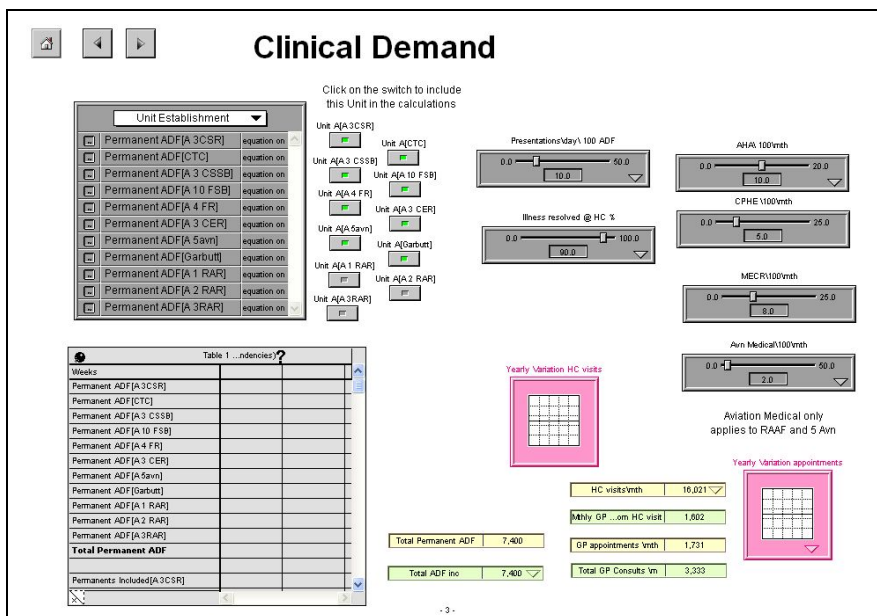 Clinical Demand
Click on the switch to include
this Unit in the calculations
Unit Establishment
Permanent ADF[A 3CSR] equation on
Permanent ADF[CTC] equation on
Permanent ADF[A 3 CSSB] equation on
Permanent ADF[A 10 FSB] equation on
Permanent ADF[A 4 FR] equation on
Permanent ADF[A 3 CER] equation on
Permanent ADF[A 5avn] equation on
Permanent ADF[Garbutt] equation on
Permanent ADF[A 1 RAR] equation on
Permanent ADF[A 2 RAR] equation on
Permanent ADF[A 3RAR] equation on
Unit A[A3CSR]
Unit A[CTC]
Unit A[A3 CSSB]
Unit A[A 10 FSB]
Unit A[A 4 FR]
Unit A[A 3 CER]
Unit A[A 5avn]
Unit A[Garbutt]
Unit A[A 1 RAR]
Unit A[A 2 RAR]
Unit A[A 3RAR]
Presentations\day\ 100 ADF
0.0 50.0
10.0
Illness resolved @ HC %
0.0 100.0
90.0
AHA\ 100\mth
0.0 20.0
10.0
CPHE \100\mth
0.0 25.0
5.0
MECR\100\mth
0.0 25.0
8.0
Avn Medical\100\mth
0.0 50.0
2.0
Aviation Medical only
applies to RAAF and 5 Avn
Table 1 ...ndencies)?
Weeks
Permanent ADF[A 3CSR]
Permanent ADF[CTC]
Permanent ADF[A 3 CSSB]
Permanent ADF[A 10 FSB]
Permanent ADF[A 4 FR]
Permanent ADF[A 3 CER]
Permanent ADF[A 5avn]
Permanent ADF[Garbutt]
Permanent ADF[A 1 RAR]
Permanent ADF[A 2 RAR]
Permanent ADF[A 3RAR]
Total Permanent ADF
Permanents Included[A 3CSR]
Yearly Variation HC visits
Yearly Variation appointments
HC visits\mth 16,021
Mthly GP ...om HC visit 1,602
GP appointments \mth 1,731
Total GP Consults \m 3,333
Total Permanent ADF 7,400
Total ADF inc 7,400
- 3 -